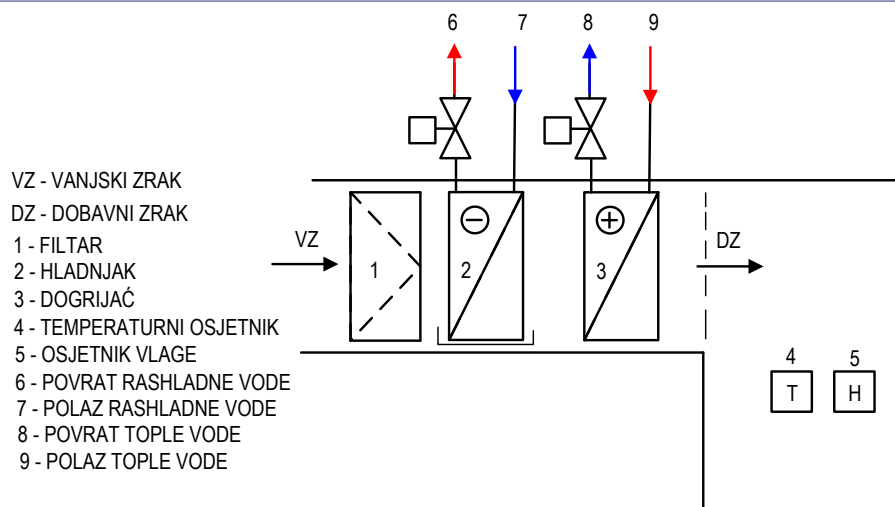 6 7 8 9
VZ - VANJSKI ZRAK
DZ - DOBAVNI ZRAK
1 - FILTAR
2 - HLADNJAK
3 - DOGRIJAĆ
4 - TEMPERATURNI OSJETNIK
5 - OSJETNIK VLAGE
6 - POVRAT RASHLADNE VODE
7 - POLAZ RASHLADNE VODE
8 - POVRAT TOPLE VODE
9 - POLAZ TOPLE VODE
VZ
1
2
3
DZ
4 5
T H